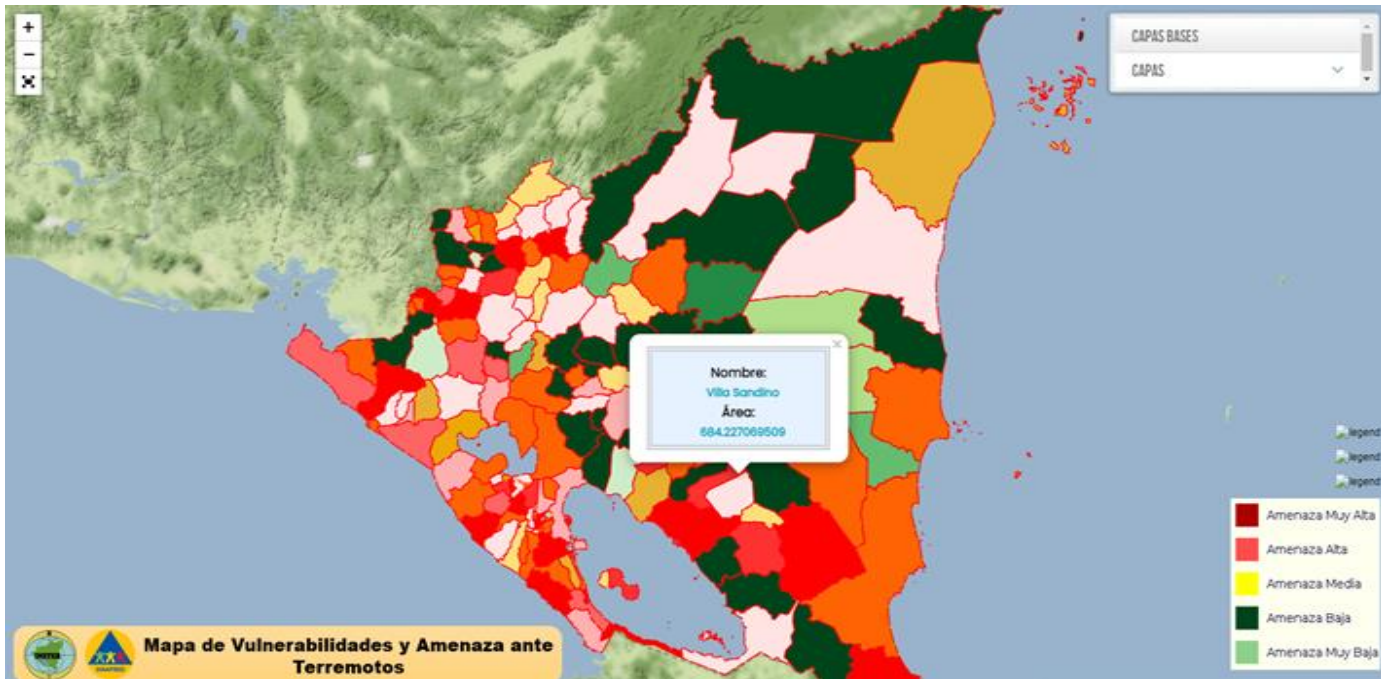 +
−
CAPAS BASES
CAPAS
Nombre:
Villa Sandino
Área:
684.227069509
legend
legend
legend
Amenaza Muy Alta
Amenaza Alta
Amenaza Media
Amenaza Baja
Amenaza Muy Baja
Mapa de Vulnerabilidades y Amenaza ante
Terremotos